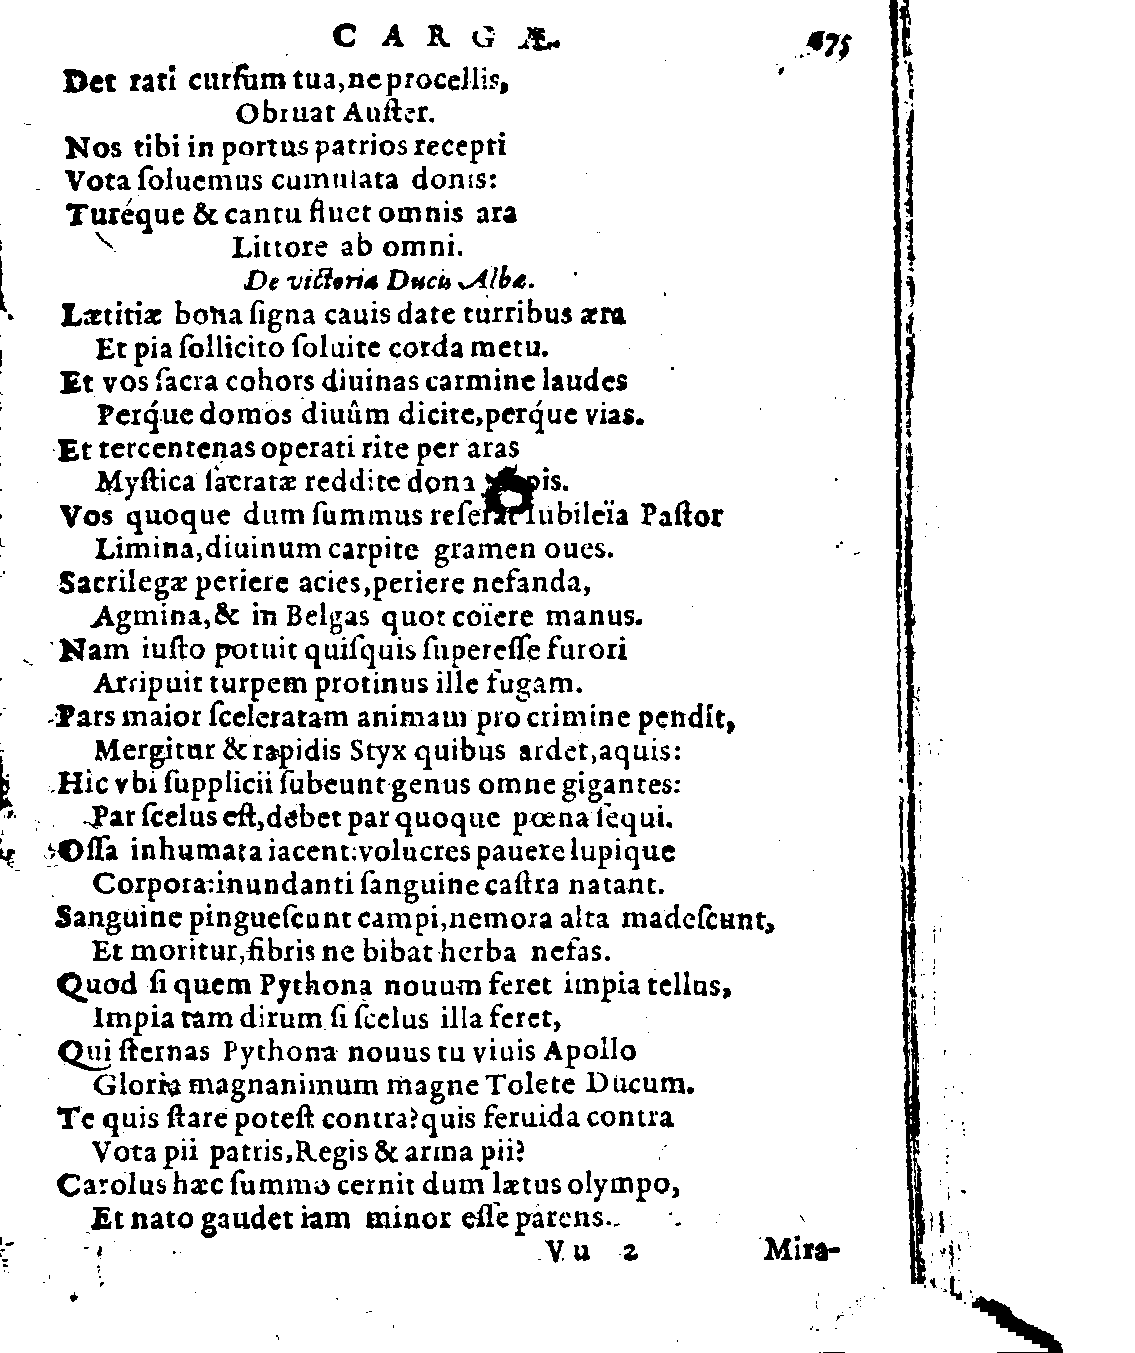 CARGÆ. 675
Det rati curſum tua,ne procellis,
Obruat Auſter.
Nos tibi in portus patrios recepti
Vota ſoluemus cumulata donis:
Turéque & cantu fluet omnis ara
Littore ab omni.
De victoria Ducis Albæ.
Lætitiæ bona ſigna cauis date turribus æra
Et pia ſollicito ſoluite corda metu.
Et vos ſacra cohors diuinas carmine laudes
Perq́ue domos diuûm dicite,perq́ue vias.
Et tercentenas operati rite per aras
Myſtica ſacratæ reddite dona
Vos quoque dum ſummus reſerat Iubileïa Paſtor
Limina,diuinum carpite gramen oues.
Sacrilegæ periere acies,periere nefanda,
Agmina,& in Belgas quot coïere manus.
Nam iuſto potuit quiſquis ſupereſſe furori
Arripuit turpem protinus ille fugam.
Pars maior ſceleratam animam pro crimine pendit,
Mergitur & rapidis Styx quibus ardet,aquis:
Hic vbi ſupplicii ſubeunt genus omne gigantes:
Par ſcelus eſt,debet par quoque pœna ſequi.
Oſſa inhumata iacent:volucres pauere lupique
Corpora:inundanti ſanguine caſtra natant.
Sanguine pingueſcunt campi,nemora alta madeſcunt,
Et moritur,fibris ne bibat herba nefas.
Quod ſi quem Pythona nouum feret impia tellus,
Impia tam dirum ſi ſcelus illa feret,
Qui ſternas Pythona nouus tu viuis Apollo
Gloria magnanimum magne Tolete Ducum.
Te quis ſtare poteſt contra?quis feruida contra
Vota pii patris,Regis & arma pii?
Carolus hæc ſummo cernit dum lætus olympo,
Et nato gaudet iam minor eſſe parens.
Vu 2 Mira-